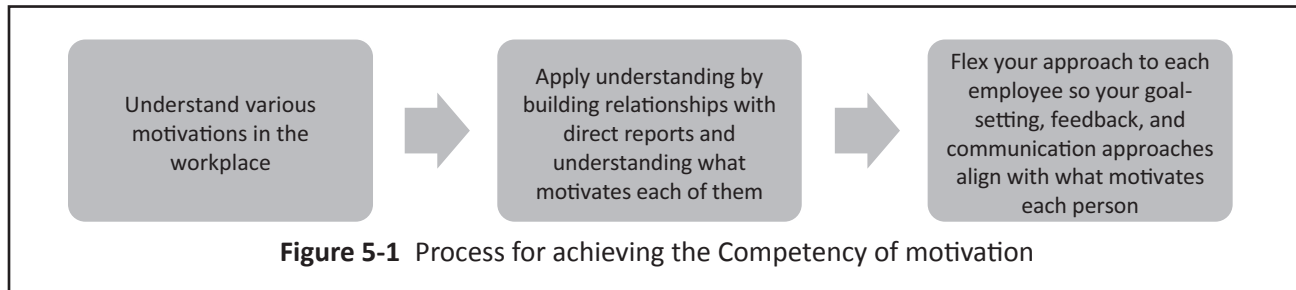 Understand various
motivations in the
workplace
Apply understanding by
building relationships with
direct reports and
understanding what
motivates each of them
Flex your approach to each
employee so your goal-
setting, feedback, and
communication approaches
align with what motivates
each person
Figure 5-1 Process for achieving the Competency of motivation